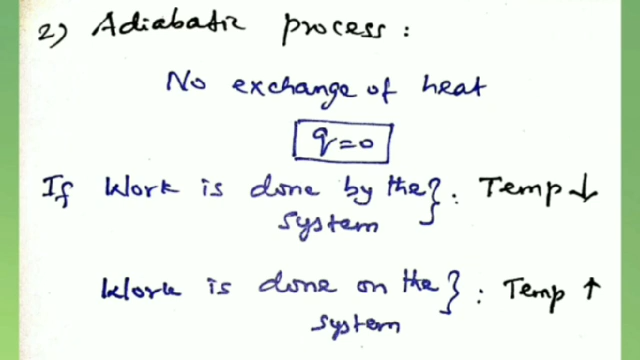 2) Adiabatic process :
No exchange of heat
q=0
If Work is done by the } : Temp ↓
system
Work is done on the } : Temp ↑
system